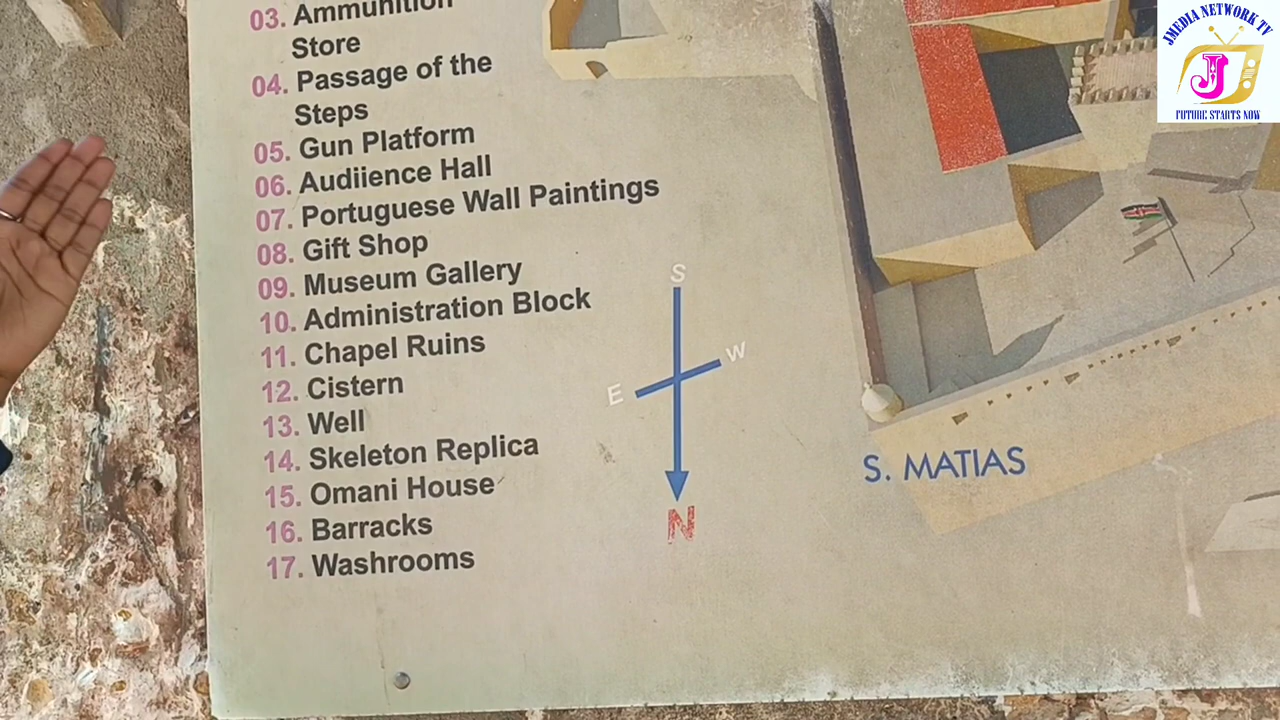 03. Ammunition
Store
04. Passage of the
Steps
05. Gun Platform
06. Audiience Hall
07. Portuguese Wall Paintings
08. Gift Shop
09. Museum Gallery
10. Administration Block
11. Chapel Ruins
12. Cistern
13. Well
14. Skeleton Replica
15. Omani House
16. Barracks
17. Washrooms
S
W
E
N
S. MATIAS
JMEDIA NETWORK TV
J
FUTURE STARTS NOW